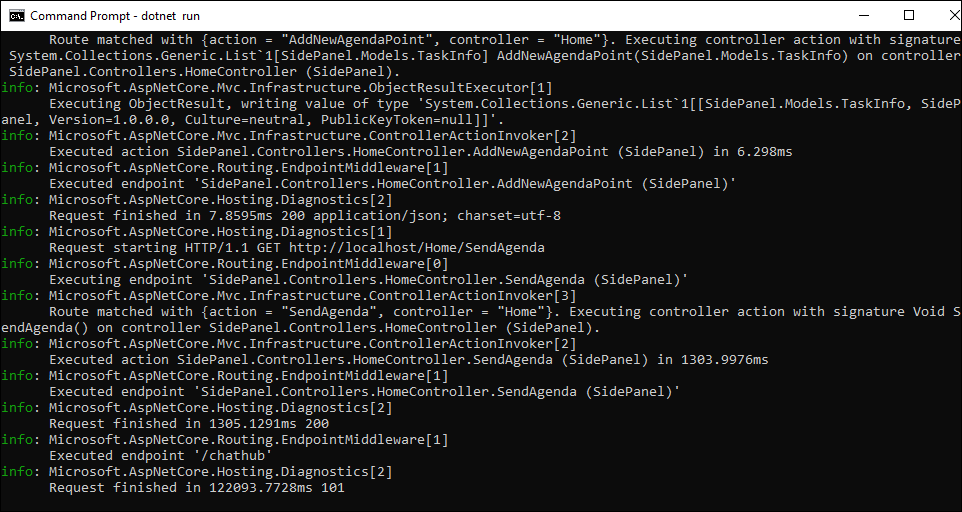 Command Prompt - dotnet run
Route matched with {action = "AddNewAgendaPoint", controller = "Home"}. Executing controller action with signature
System.Collections.Generic.List`1[SidePanel.Models.TaskInfo] AddNewAgendaPoint(SidePanel.Models.TaskInfo) on controller
SidePanel.Controllers.HomeController (SidePanel).
info: Microsoft.AspNetCore.Mvc.Infrastructure.ObjectResultExecutor[1]
Executing ObjectResult, writing value of type 'System.Collections.Generic.List`1[[SidePanel.Models.TaskInfo, SideP
anel, Version=1.0.0.0, Culture=neutral, PublicKeyToken=null]]'.
info: Microsoft.AspNetCore.Mvc.Infrastructure.ControllerActionInvoker[2]
Executed action SidePanel.Controllers.HomeController.AddNewAgendaPoint (SidePanel) in 6.298ms
info: Microsoft.AspNetCore.Routing.EndpointMiddleware[1]
Executed endpoint 'SidePanel.Controllers.HomeController.AddNewAgendaPoint (SidePanel)'
info: Microsoft.AspNetCore.Hosting.Diagnostics[2]
Request finished in 7.8595ms 200 application/json; charset=utf-8
info: Microsoft.AspNetCore.Hosting.Diagnostics[1]
Request starting HTTP/1.1 GET http://localhost/Home/SendAgenda
info: Microsoft.AspNetCore.Routing.EndpointMiddleware[0]
Executing endpoint 'SidePanel.Controllers.HomeController.SendAgenda (SidePanel)'
info: Microsoft.AspNetCore.Mvc.Infrastructure.ControllerActionInvoker[3]
Route matched with {action = "SendAgenda", controller = "Home"}. Executing controller action with signature Void S
endAgenda() on controller SidePanel.Controllers.HomeController (SidePanel).
info: Microsoft.AspNetCore.Mvc.Infrastructure.ControllerActionInvoker[2]
Executed action SidePanel.Controllers.HomeController.SendAgenda (SidePanel) in 1303.9976ms
info: Microsoft.AspNetCore.Routing.EndpointMiddleware[1]
Executed endpoint 'SidePanel.Controllers.HomeController.SendAgenda (SidePanel)'
info: Microsoft.AspNetCore.Hosting.Diagnostics[2]
Request finished in 1305.1291ms 200
info: Microsoft.AspNetCore.Routing.EndpointMiddleware[1]
Executed endpoint '/chathub'
info: Microsoft.AspNetCore.Hosting.Diagnostics[2]
Request finished in 122093.7728ms 101